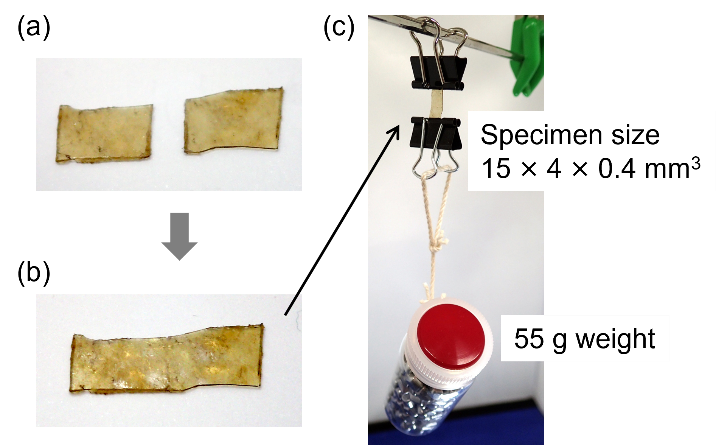 (a)
(b)
(c)
Specimen size
15 × 4 × 0.4 mm³
55 g weight